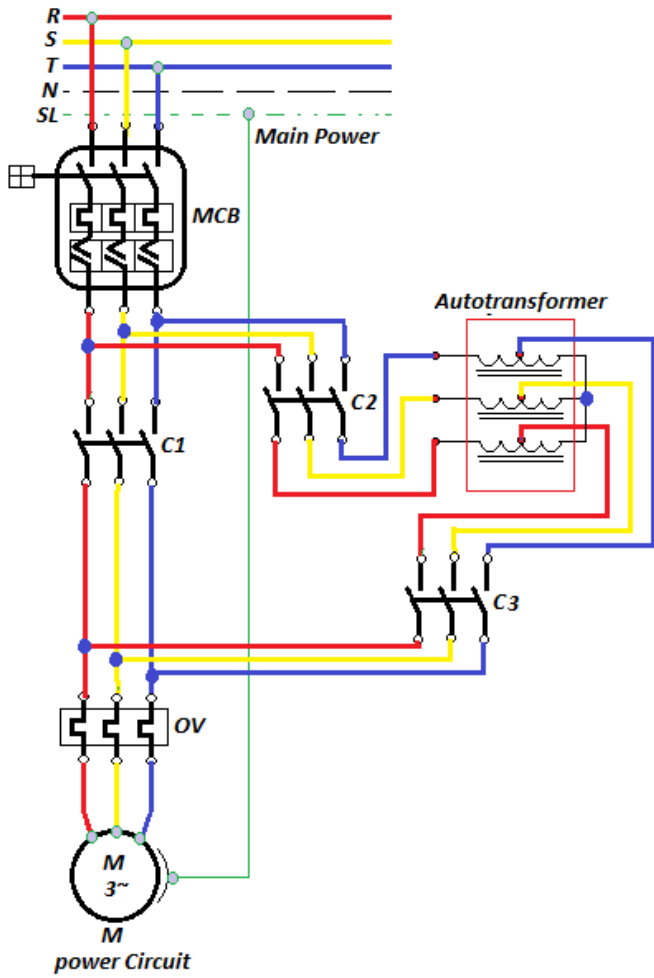 R
S
T
N
SL
Main Power
MCB
Autotransformer
C2
C1
C3
OV
M
3~
M
power Circuit